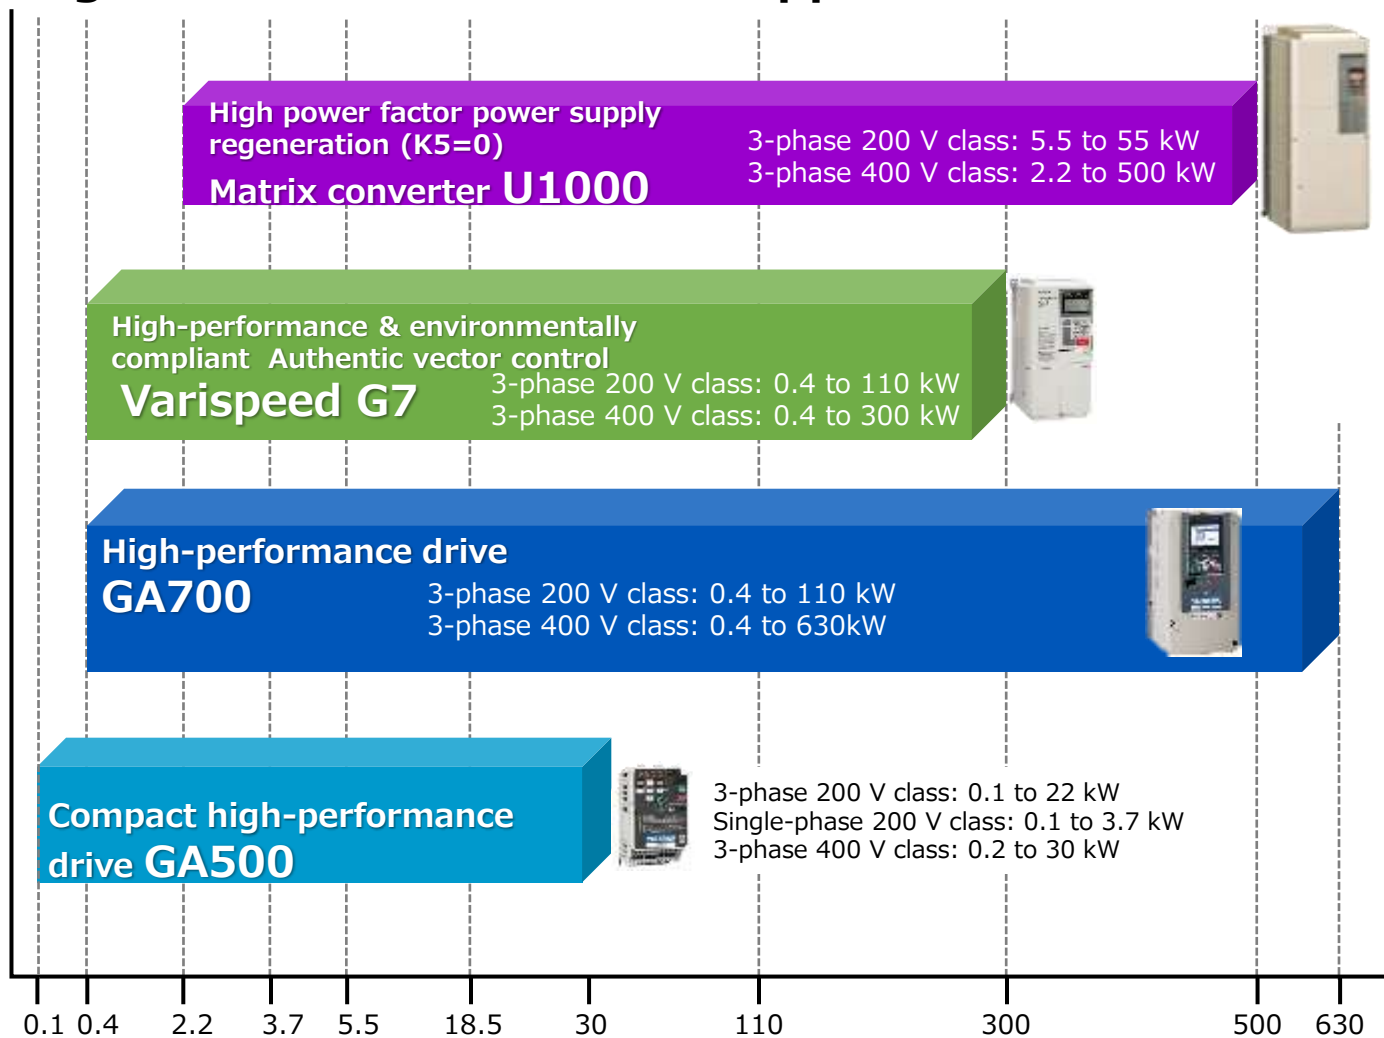 High power factor power supply
regeneration (K5=0)
Matrix converter U1000
3-phase 200 V class: 5.5 to 55 kW
3-phase 400 V class: 2.2 to 500 kW
High-performance & environmentally
compliant Authentic vector control
Varispeed G7
3-phase 200 V class: 0.4 to 110 kW
3-phase 400 V class: 0.4 to 300 kW
High-performance drive
GA700
3-phase 200 V class: 0.4 to 110 kW
3-phase 400 V class: 0.4 to 630kW
Compact high-performance
drive GA500
3-phase 200 V class: 0.1 to 22 kW
Single-phase 200 V class: 0.1 to 3.7 kW
3-phase 400 V class: 0.2 to 30 kW
0.1 0.4 2.2 3.7 5.5 18.5 30 110 300 500 630